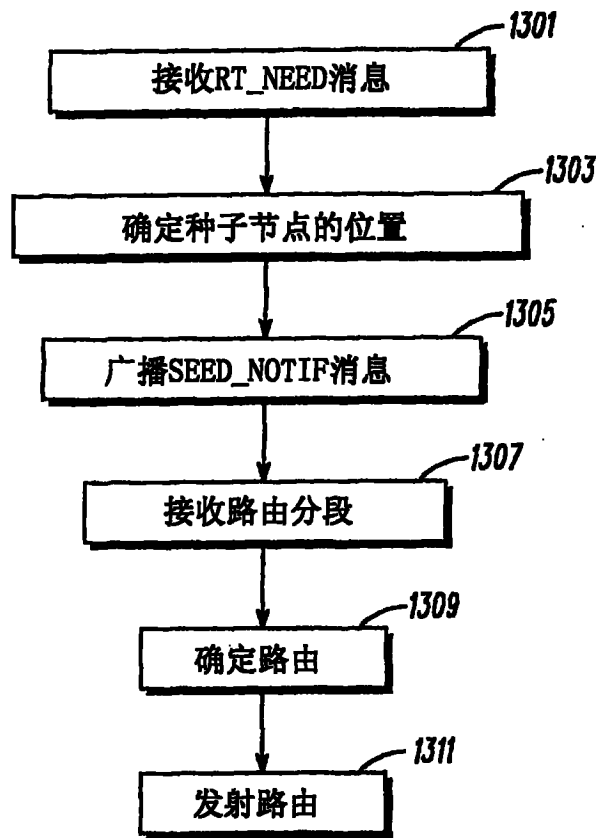 1301
接收RT_NEED消息
1303
确定种子节点的位置
1305
广播SEED_NOTIF消息
1307
接收路由分段
1309
确定路由
1311
发射路由